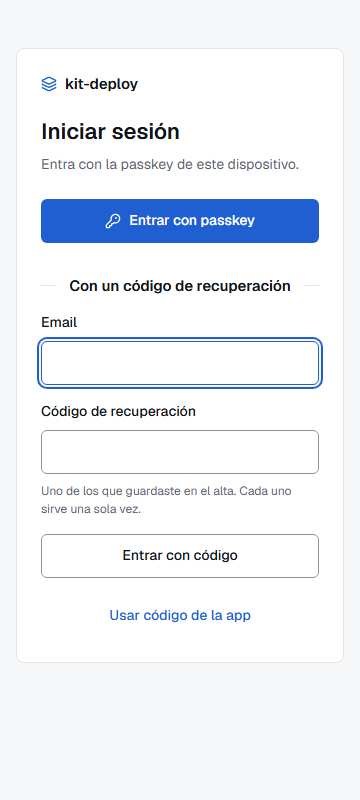 kit-deploy
Iniciar sesión
Entra con la passkey de este dispositivo.
Entrar con passkey
Con un código de recuperación
Email
Código de recuperación
Uno de los que guardaste en el alta. Cada uno
sirve una sola vez.
Entrar con código
Usar código de la app